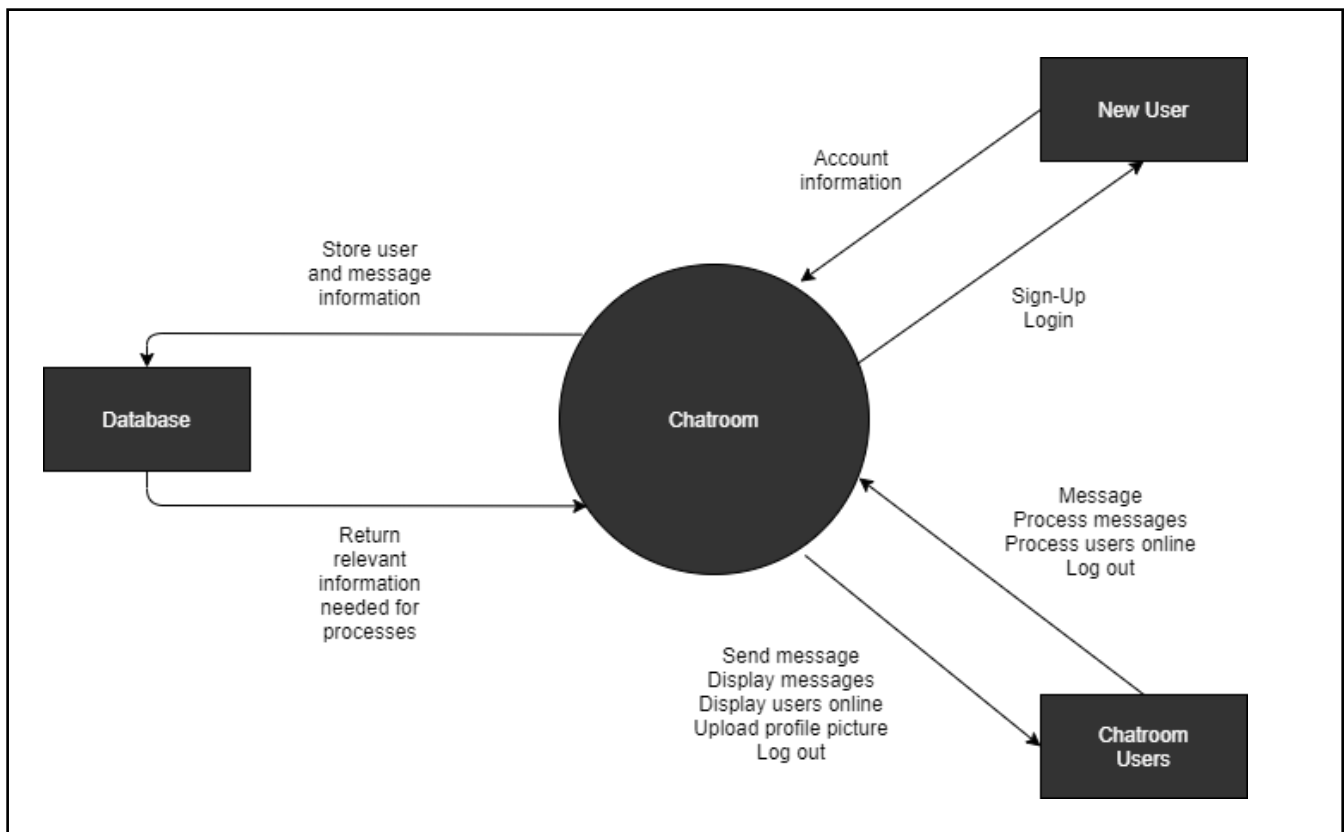 New User
Account
information
Store user
and message
information
Sign-Up
Login
Database
Chatroom
Message
Process messages
Process users online
Log out
Return
relevant
information
needed for
processes
Send message
Display messages
Display users online
Upload profile picture
Log out
Chatroom
Users